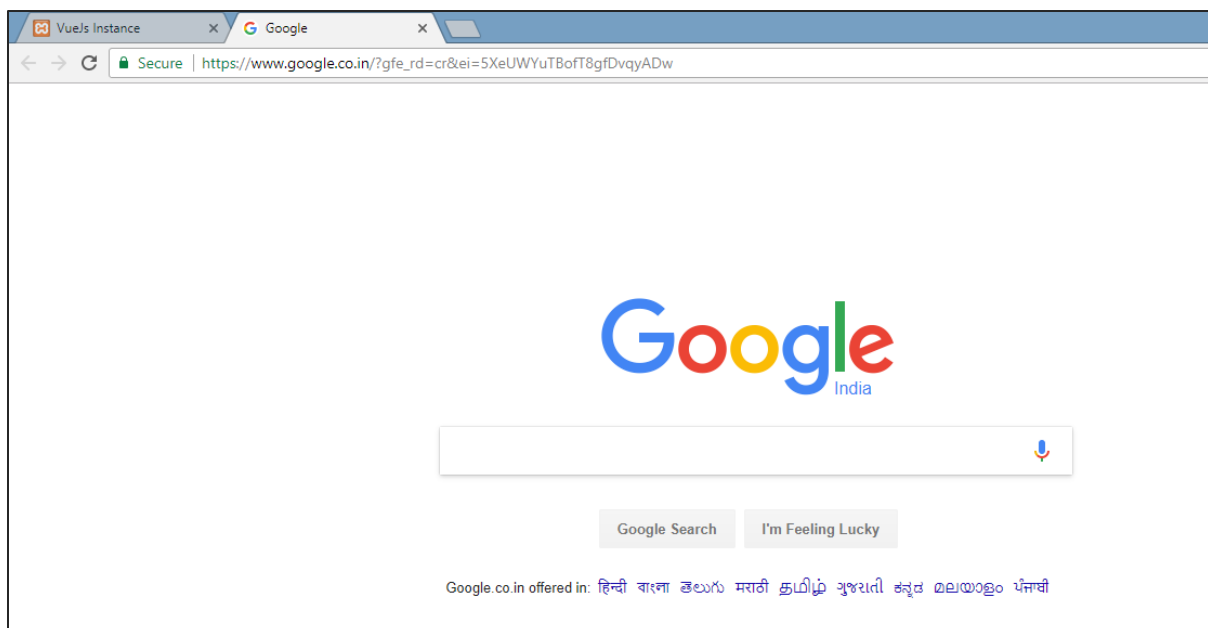 VueJs Instance
Google
Secure
https://www.google.co.in/?gfe_rd=cr&ei=5XeUWYuTBofT8gfDvqyADw
Google
India
Google Search
I'm Feeling Lucky
Google.co.in offered in: हिन्दी বাংলা తెలుగు मराठी தமிழ் ગુજરાતી ಕನ್ನಡ മലയാളം ਪੰਜਾਬੀ